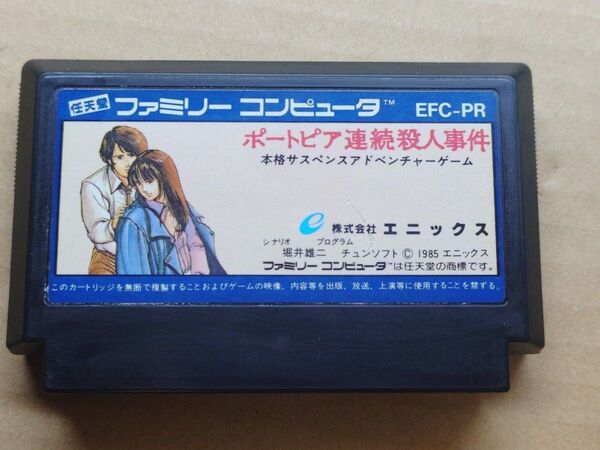 任天堂 ファミリー コンピュータ™ EFC-PR
ポートピア連続殺人事件
本格サスペンスアドベンチャーゲーム
e 株式会社 エニックス
シナリオ プログラム
堀井雄二 チュンソフト © 1985 エニックス
ファミリー コンピュータ™は任天堂の商標です。
このカートリッジを無断で複製することおよびゲームの映像、内容等を出版、放送、上演等に使用することを禁ずる。